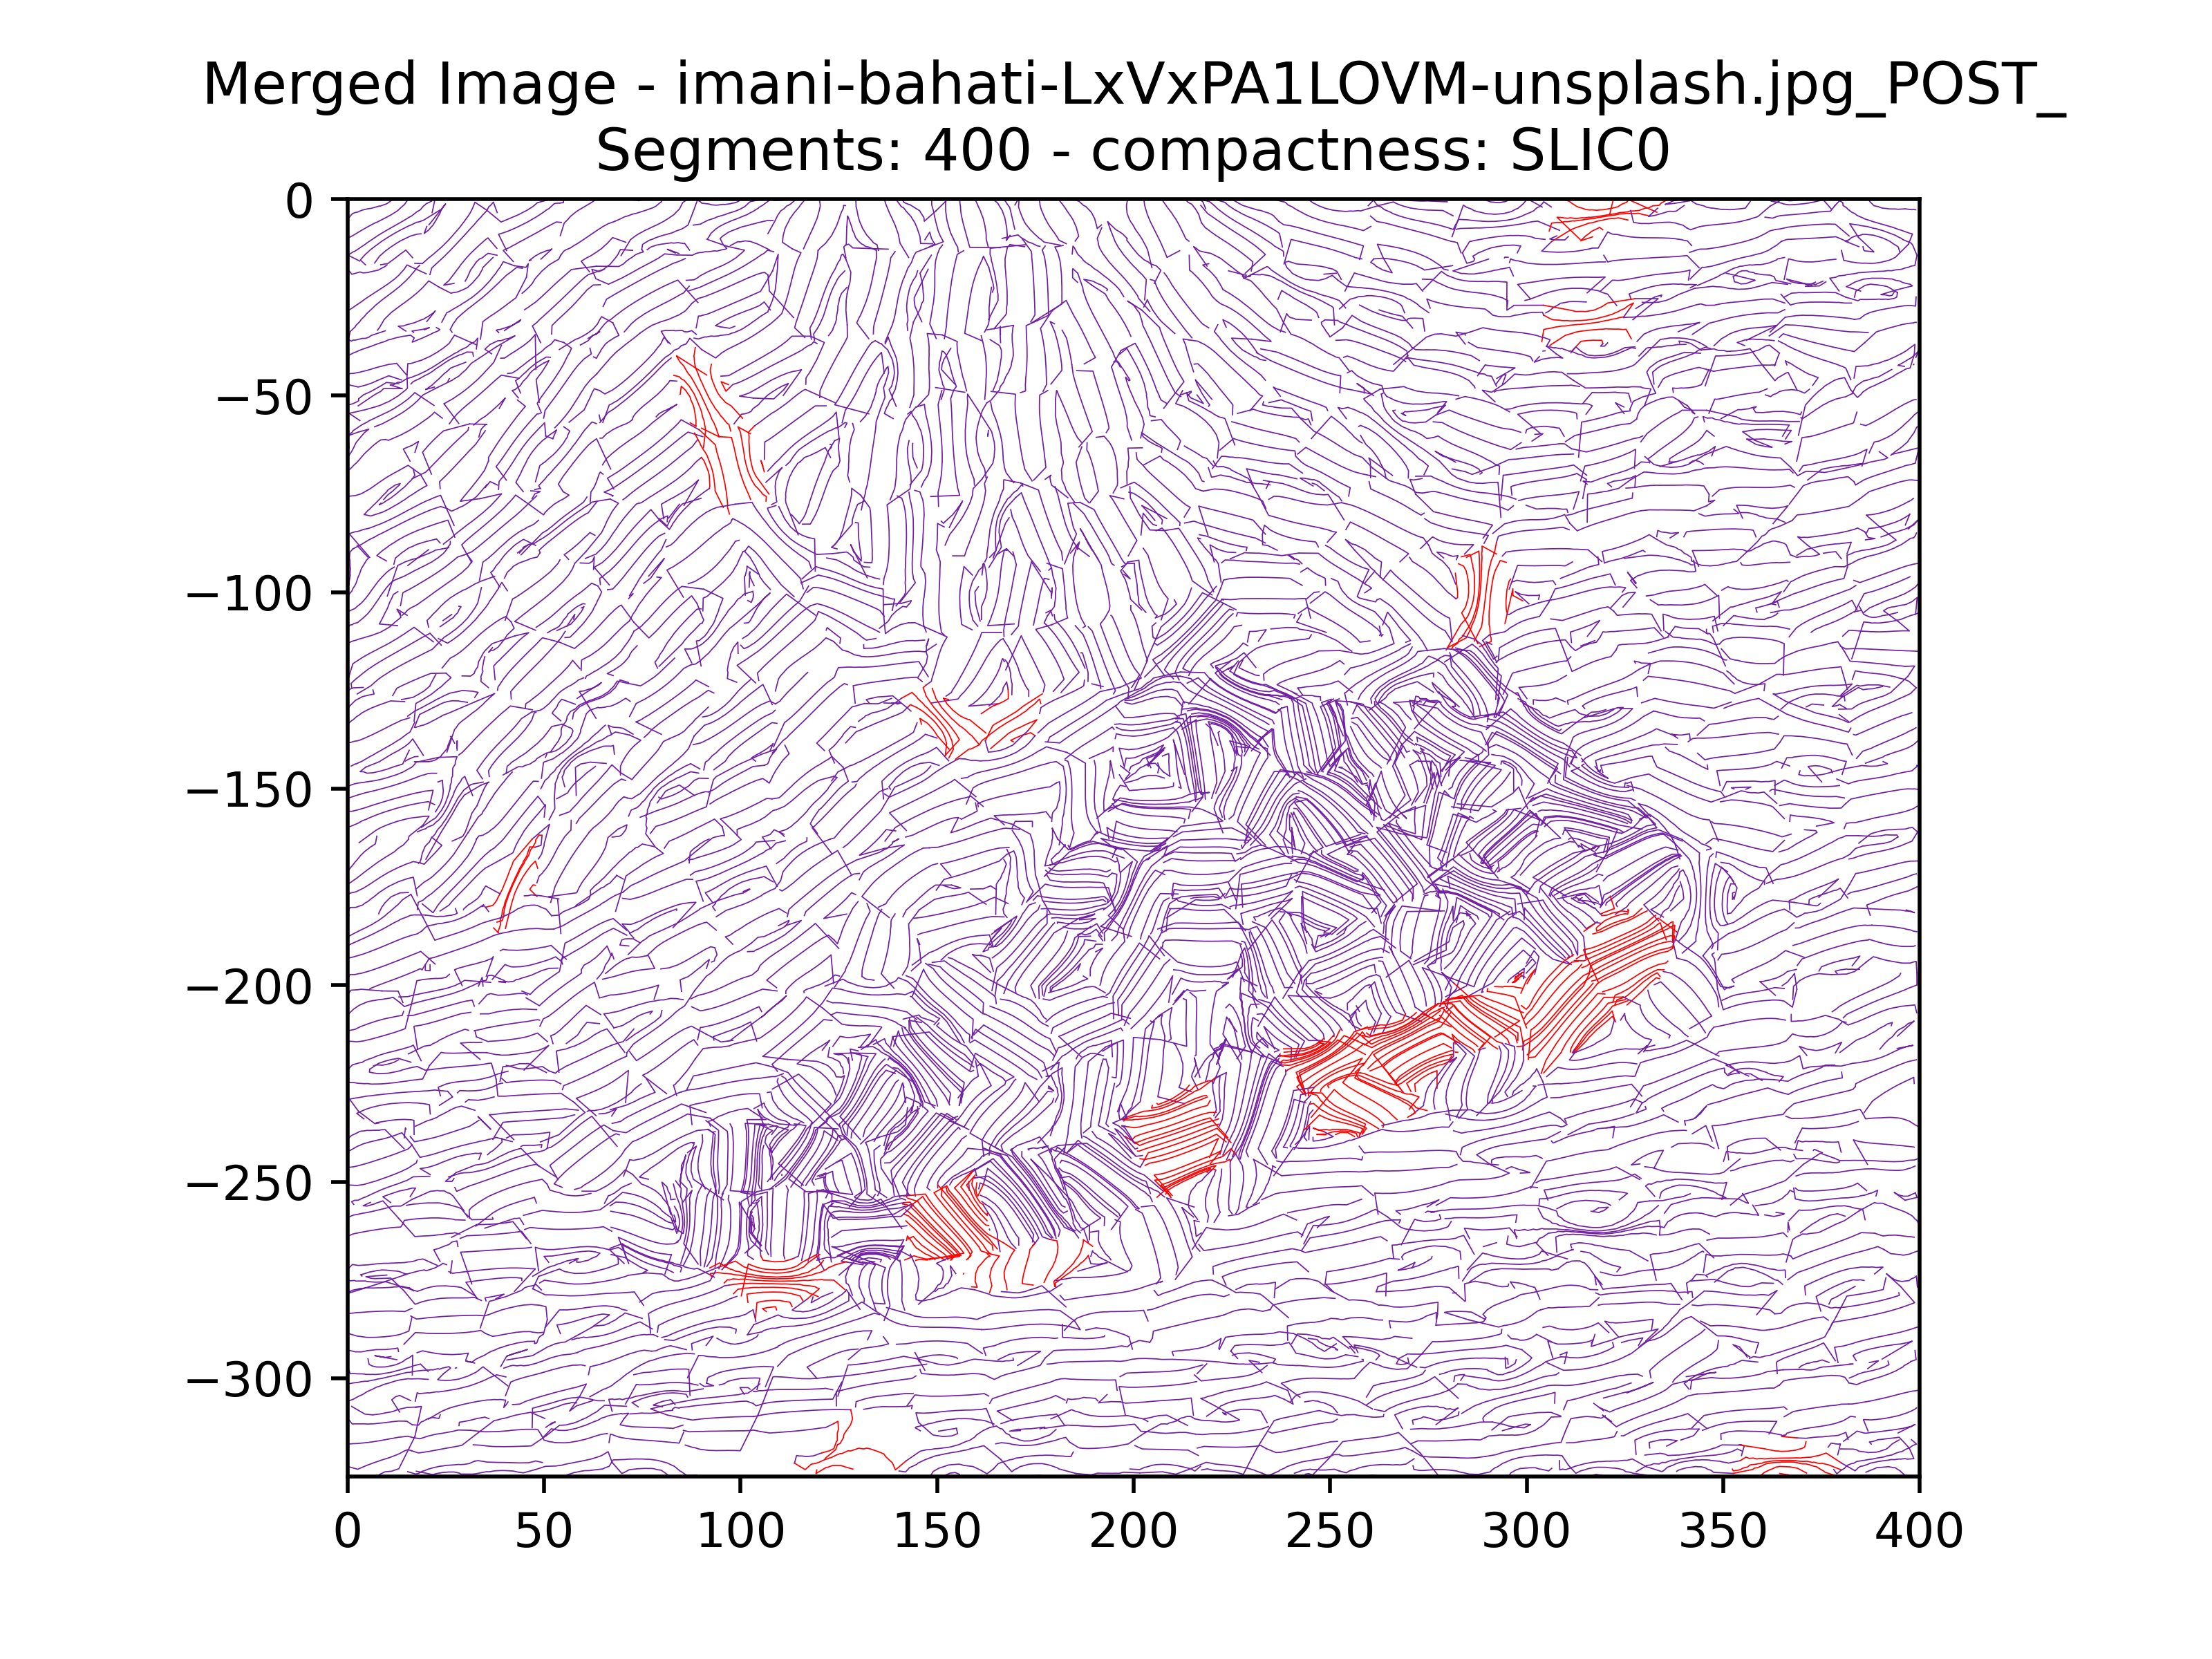 Merged Image - imani-bahati-LxVxPA1LOVM-unsplash.jpg_POST_
Segments: 400 - compactness: SLIC0
0
−50
−100
−150
−200
−250
−300
0 50 100 150 200 250 300 350 400